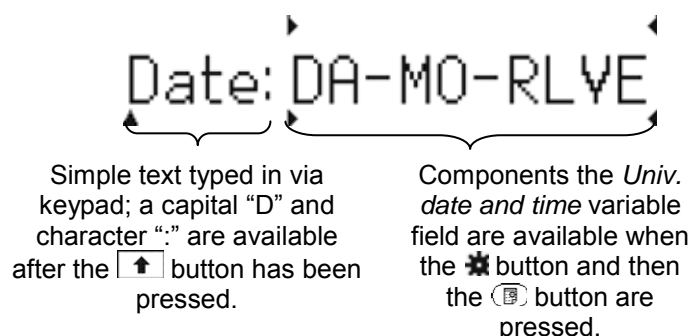 Date: DA-MO-RLYE
Simple text typed in via
keypad; a capital “D” and
character “:” are available
after the button has been
pressed.
Components the Univ.
date and time variable
field are available when
the button and then
the button are
pressed.